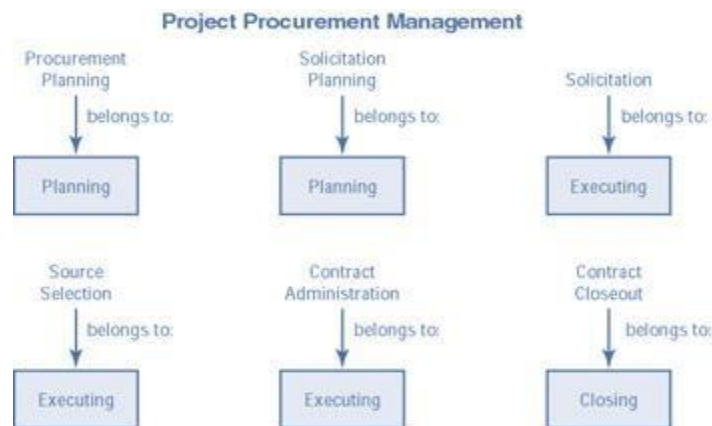 Project Procurement Management
Procurement
Planning
belongs to:
Planning
Solicitation
Planning
belongs to:
Planning
Solicitation
belongs to:
Executing
Source
Selection
belongs to:
Executing
Contract
Administration
belongs to:
Executing
Contract
Closeout
belongs to:
Closing